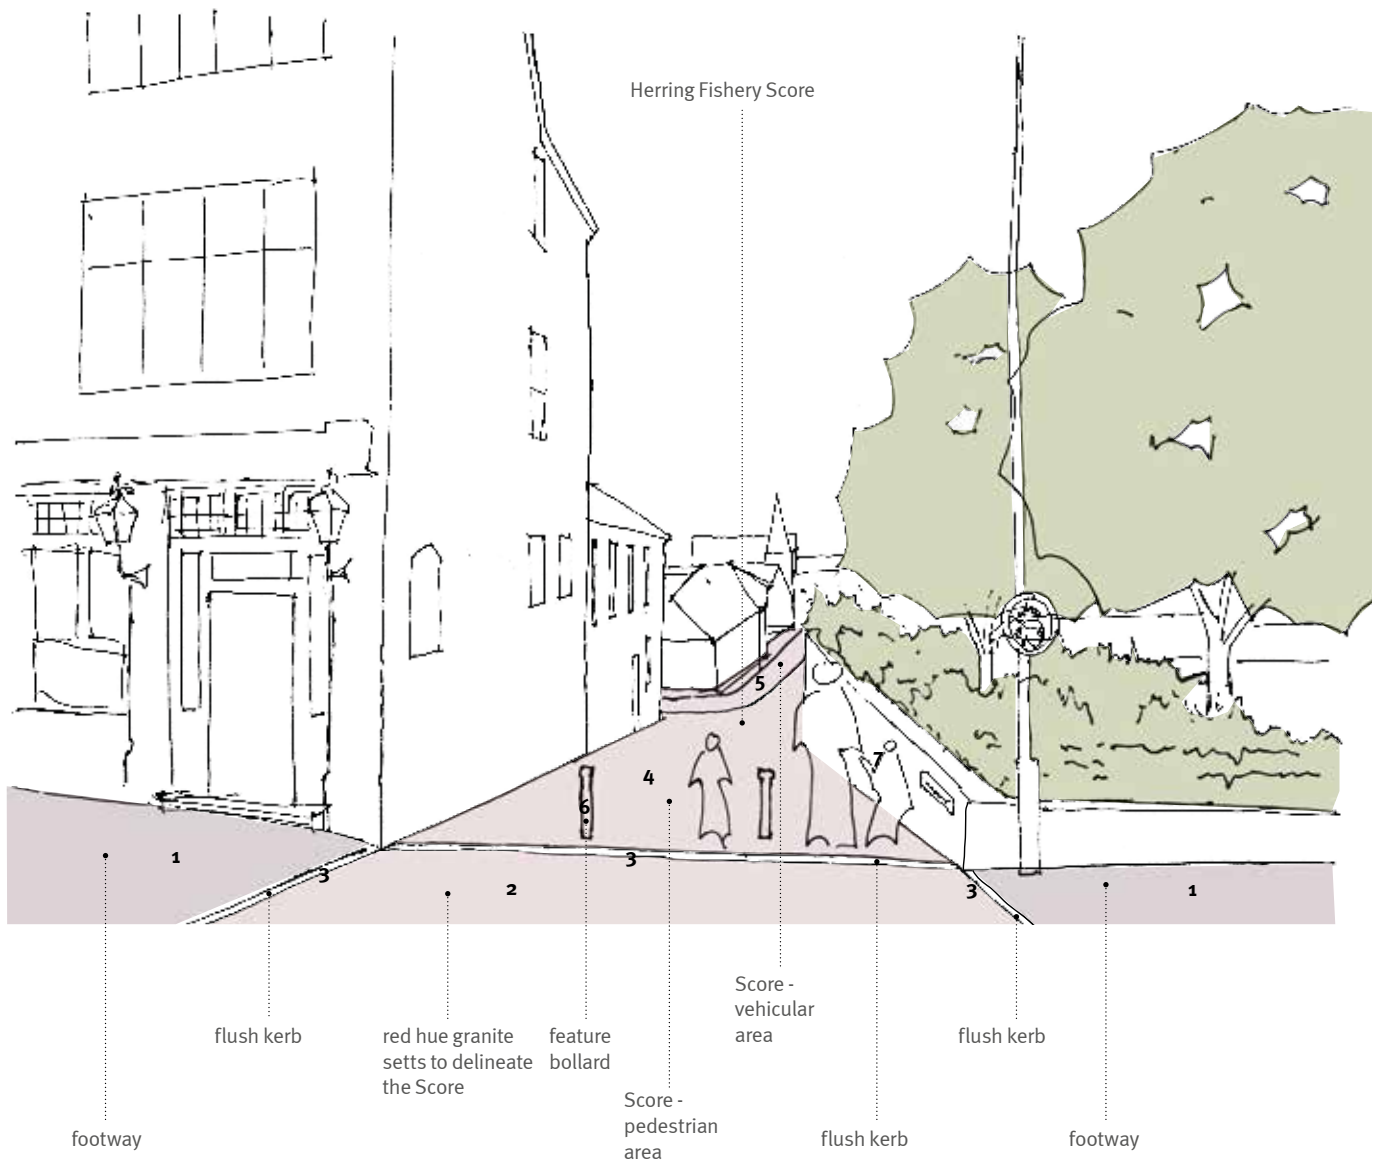 Herring Fishery Score
5
4
7
6
1
3
3
2
3
1
Score -
vehicular
area
flush kerb
red hue granite
setts to delineate
the Score
feature
bollard
flush kerb
Score -
pedestrian
area
footway
flush kerb
footway